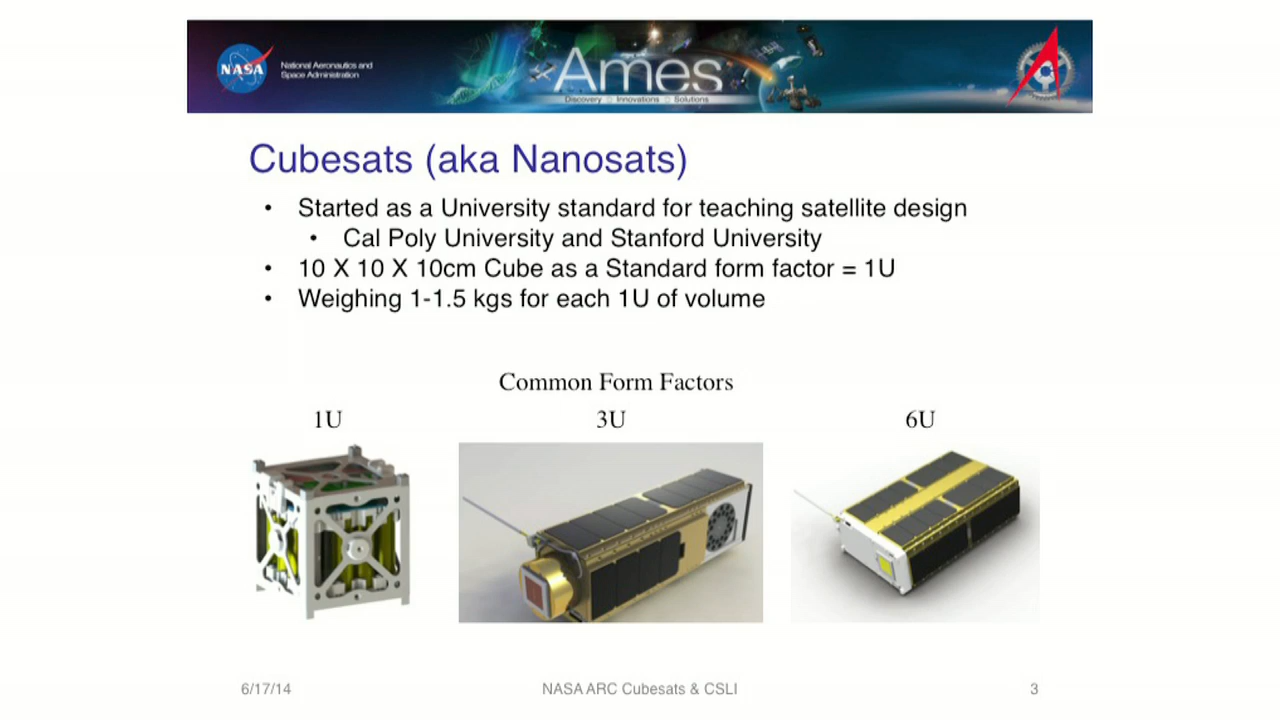 NASA
National Aeronautics and
Space Administration
Ames
Discovery □ Innovations □ Solutions
Cubesats (aka Nanosats)
• Started as a University standard for teaching satellite design
• Cal Poly University and Stanford University
• 10 X 10 X 10cm Cube as a Standard form factor = 1U
• Weighing 1-1.5 kgs for each 1U of volume
Common Form Factors
1U 3U 6U
6/17/14 NASA ARC Cubesats & CSLI 3